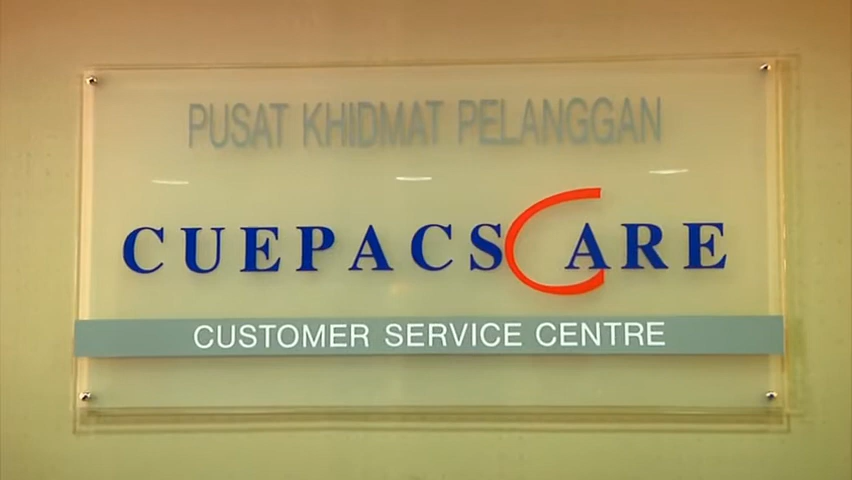 PUSAT KHIDMAT PELANGGAN
CUEPACSCARE
CUSTOMER SERVICE CENTRE